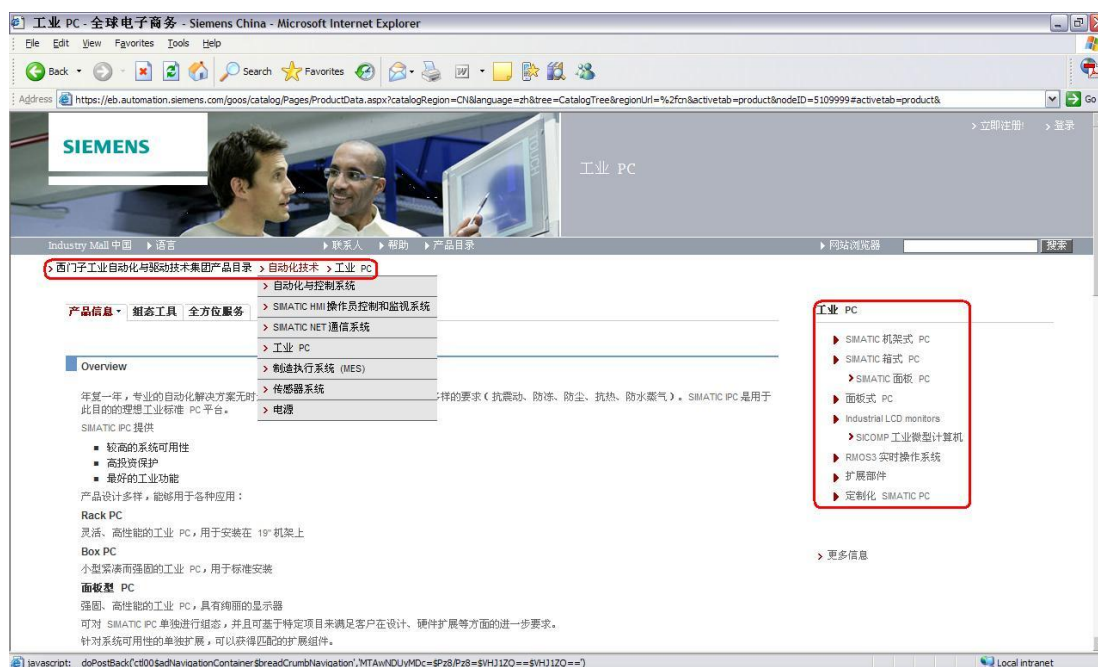 工业 PC - 全球电子商务 - Siemens China - Microsoft Internet Explorer
File Edit View Favorites Tools Help
Back Search Favorites
Address https://eb.automation.siemens.com/goos/catalog/Pages/ProductData.aspx?catalogRegion=CN&language=zh&tree=CatalogTree&regionUrl=%2fcn&activetab=product&nodeID=5109999#activetab=product& Go
立即注册! 登录
SIEMENS
TOUCH
工业 PC
Industry Mall 中国 语言 联系人 帮助 产品目录 网站浏览器 搜索
西门子工业自动化与驱动技术集团产品目录 自动化技术 工业 PC
自动化与控制系统
SIMATIC HMI 操作员控制和监视系统
SIMATIC NET 通信系统
工业 PC
制造执行系统 (MES)
传感器系统
电源
产品信息 组态工具 全方位服务
Overview
年复一年，专业的自动化解决方案无时 样的要求（抗震动、防冻、防尘、抗热、防水蒸气）。SIMATIC IPC 是用于
此目的的理想工业标准 PC 平台。
SIMATIC IPC 提供
较高的系统可用性
高投资保护
最好的工业功能
产品设计多样，能够用于各种应用：
Rack PC
灵活、高性能的工业 PC，用于安装在 19" 机架上
Box PC
小型紧凑而强固的工业 PC，用于标准安装
面板型 PC
强固、高性能的工业 PC，具有绚丽的显示器
可对 SIMATIC IPC 单独进行组态，并且可基于特定项目来满足客户在设计、硬件扩展等方面的进一步要求。
针对系统可用性的单独扩展，可以获得匹配的扩展组件。
工业 PC
SIMATIC 机架式 PC
SIMATIC 箱式 PC
SIMATIC 面板 PC
面板式 PC
Industrial LCD monitors
SICOMP 工业微型计算机
RMOS3 实时操作系统
扩展部件
定制化 SIMATIC PC
更多信息
javascript:__doPostBack('ctl00$adNavigationContainer$breadCrumbNavigation','MTAwNDUyMDc=$Pz8/Pz8=$VHJ1ZQ==$VHJ1ZQ==') Local intranet